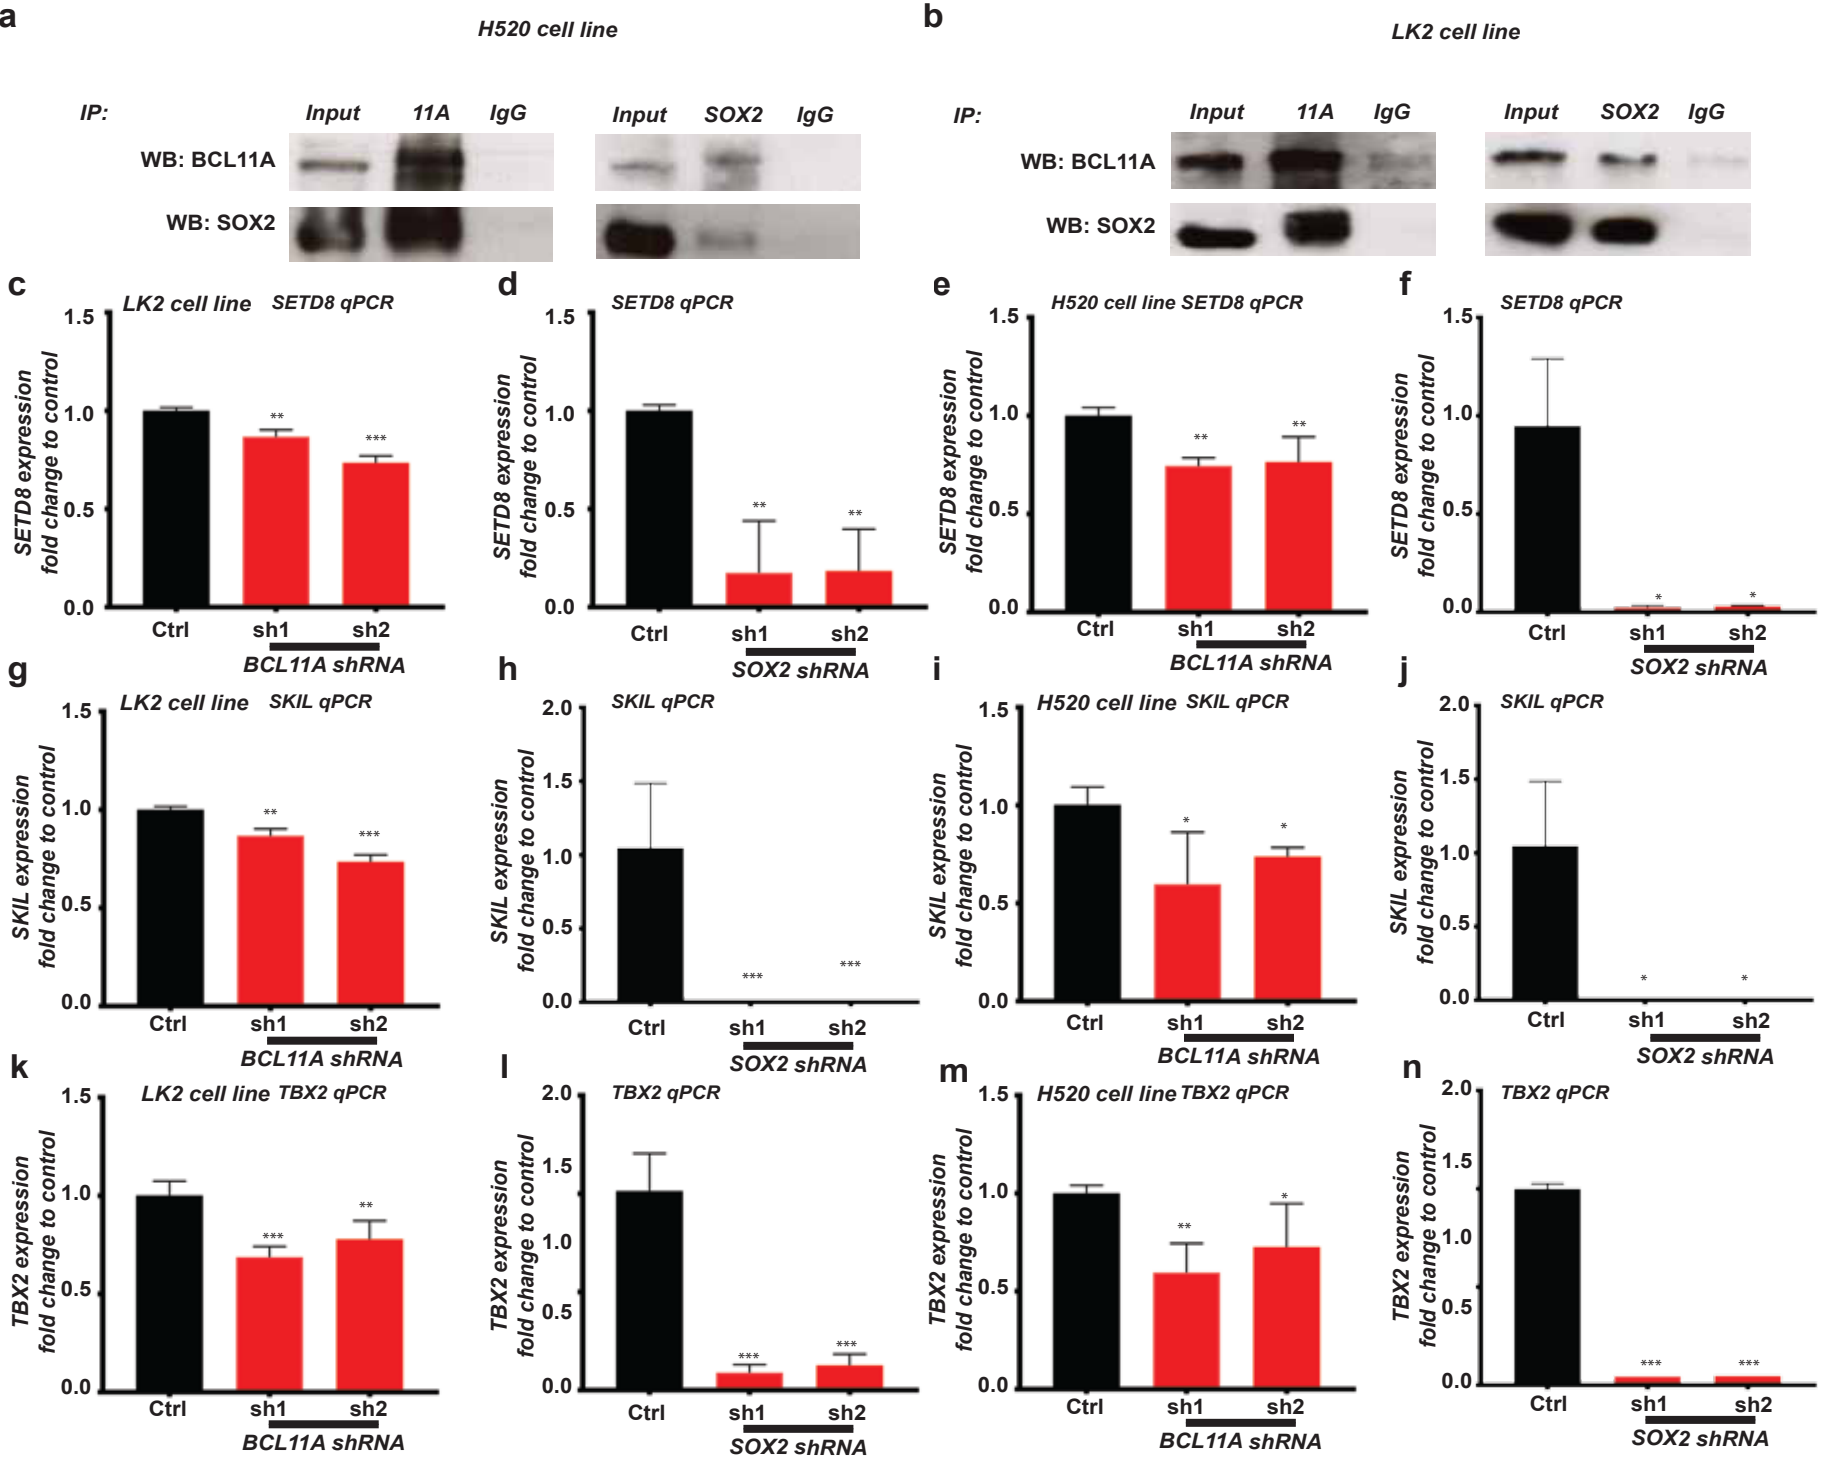 a
H520 cell line
IP:
Input 11A IgG
Input SOX2 IgG
WB: BCL11A
WB: SOX2
b
LK2 cell line
IP:
Input 11A IgG
Input SOX2 IgG
WB: BCL11A
WB: SOX2
c
LK2 cell line SETD8 qPCR
SETD8 expression
fold change to control
1.5
1.0
0.5
0.0
**
***
Ctrl sh1 sh2
BCL11A shRNA
d
SETD8 qPCR
SETD8 expression
fold change to control
1.5
1.0
0.5
0.0
**
**
Ctrl sh1 sh2
SOX2 shRNA
e
H520 cell line SETD8 qPCR
SETD8 expression
fold change to control
1.5
1.0
0.5
0.0
**
**
Ctrl sh1 sh2
BCL11A shRNA
f
SETD8 qPCR
SETD8 expression
fold change to control
1.5
1.0
0.5
0.0
*
*
Ctrl sh1 sh2
SOX2 shRNA
g
LK2 cell line SKIL qPCR
SKIL expression
fold change to control
1.5
1.0
0.5
0.0
**
***
Ctrl sh1 sh2
BCL11A shRNA
h
SKIL qPCR
SKIL expression
fold change to control
2.0
1.5
1.0
0.5
0.0
***
***
Ctrl sh1 sh2
SOX2 shRNA
i
H520 cell line SKIL qPCR
SKIL expression
fold change to control
1.5
1.0
0.5
0.0
*
*
Ctrl sh1 sh2
BCL11A shRNA
j
SKIL qPCR
SKIL expression
fold change to control
2.0
1.5
1.0
0.5
0.0
*
*
Ctrl sh1 sh2
SOX2 shRNA
k
LK2 cell line TBX2 qPCR
TBX2 expression
fold change to control
1.5
1.0
0.5
0.0
***
**
Ctrl sh1 sh2
BCL11A shRNA
l
TBX2 qPCR
TBX2 expression
fold change to control
2.0
1.5
1.0
0.5
0.0
***
***
Ctrl sh1 sh2
SOX2 shRNA
m
H520 cell line TBX2 qPCR
TBX2 expression
fold change to control
1.5
1.0
0.5
0.0
**
*
Ctrl sh1 sh2
BCL11A shRNA
n
TBX2 qPCR
TBX2 expression
fold change to control
2.0
1.5
1.0
0.5
0.0
***
***
Ctrl sh1 sh2
SOX2 shRNA